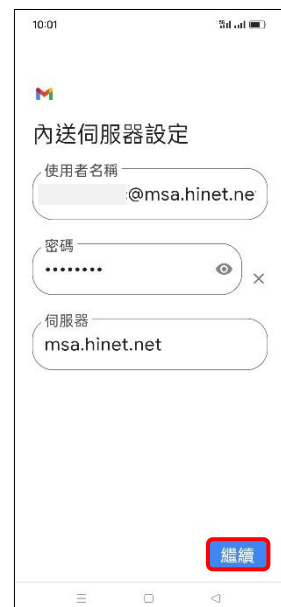 10:01
內送伺服器設定
使用者名稱
@msa.hinet.ne
密碼
••••••••
伺服器
msa.hinet.net
繼續